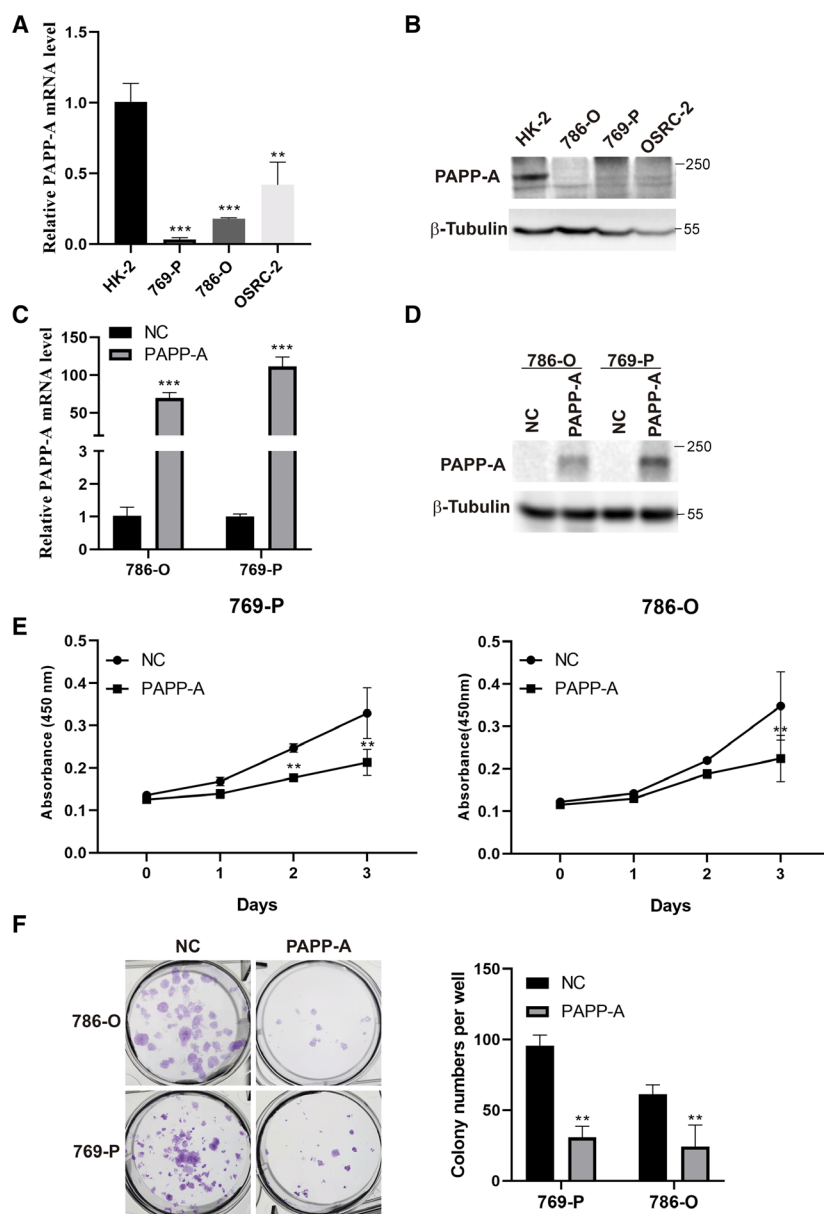 A
Relative PAPP-A mRNA level
1.5
1.0
0.5
0.0
***
***
**
HK-2
769-P
786-O
OSRC-2
B
HK-2
786-O
769-P
OSRC-2
PAPP-A
250
β-Tubulin
55
C
Relative PAPP-A mRNA level
NC
PAPP-A
150
100
50
3
2
1
0
***
***
786-O
769-P
D
786-O
769-P
NC
PAPP-A
NC
PAPP-A
PAPP-A
250
β-Tubulin
55
E
769-P
Absorbance (450 nm)
0.5
0.4
0.3
0.2
0.1
0.0
NC
PAPP-A
**
**
0
1
2
3
Days
786-O
Absorbance(450nm)
0.5
0.4
0.3
0.2
0.1
0.0
NC
PAPP-A
**
0
1
2
3
Days
F
NC
PAPP-A
786-O
769-P
Colony numbers per well
150
100
50
0
NC
PAPP-A
**
**
769-P
786-O